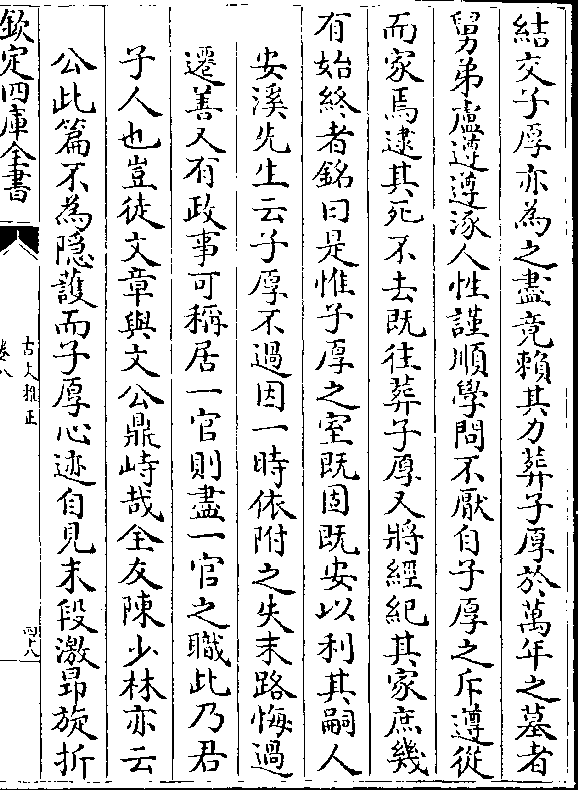 結交子厚亦為之盡竟賴其力葬子厚於萬年之墓者
舅弟盧遵遵涿人性謹順學問不厭自子厚之斥遵從
而家焉逮其死不去既往葬子厚又將經紀其家庶幾
有始終者銘曰是惟子厚之室既固既安以利其嗣人
安溪先生云子厚不過因一時依附之失末路悔過
遷善又有政事可稱居一官則盡一官之職此乃君
子人也豈徒文章與文公鼎峙哉全友陳少林亦云
公此篇不為隱護而子厚心迹自見末段激昂旋折
欽定四庫全書
古文雅正
卷八
四十八